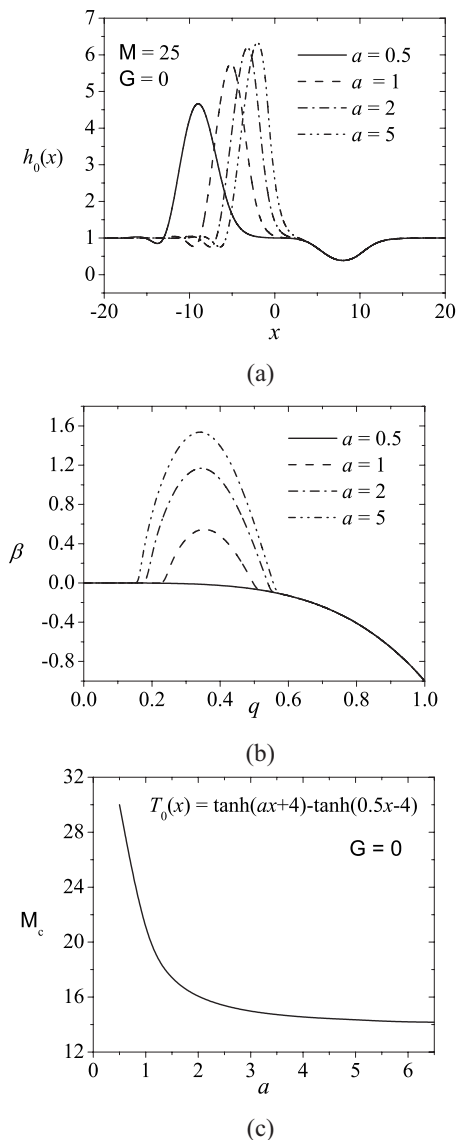 7
6
5
4
3
2
1
0
h₀(x)
M = 25
G = 0
a = 0.5
a = 1
a = 2
a = 5
-20 -10 0 10 20
x
(a)
1.6
1.2
0.8
0.4
0.0
-0.4
-0.8
β
a = 0.5
a = 1
a = 2
a = 5
0.0 0.2 0.4 0.6 0.8 1.0
q
(b)
32
28
24
20
16
12
M_c
T₀(x) = tanh(ax+4)-tanh(0.5x-4)
G = 0
0 1 2 3 4 5 6
a
(c)